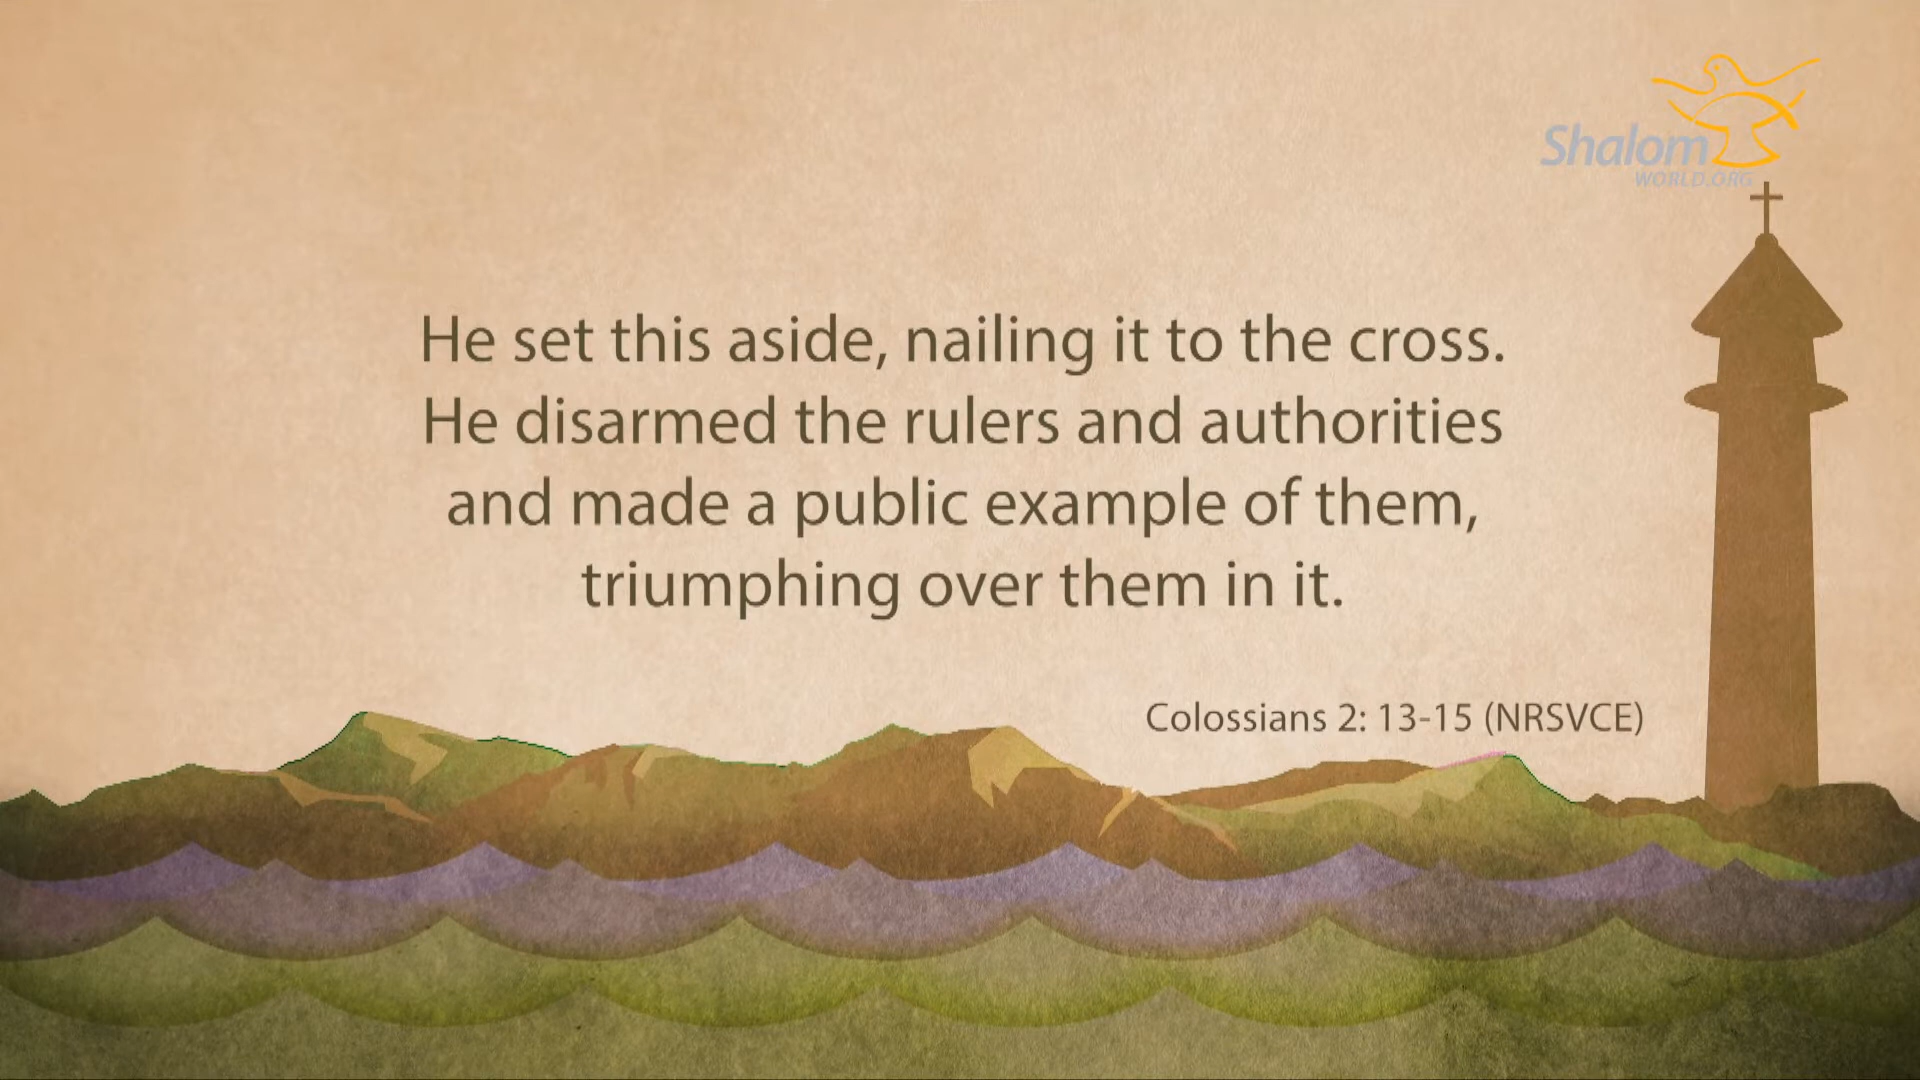 Shalom
WORLD.ORG
He set this aside, nailing it to the cross.
He disarmed the rulers and authorities
and made a public example of them,
triumphing over them in it.
Colossians 2: 13-15 (NRSVCE)